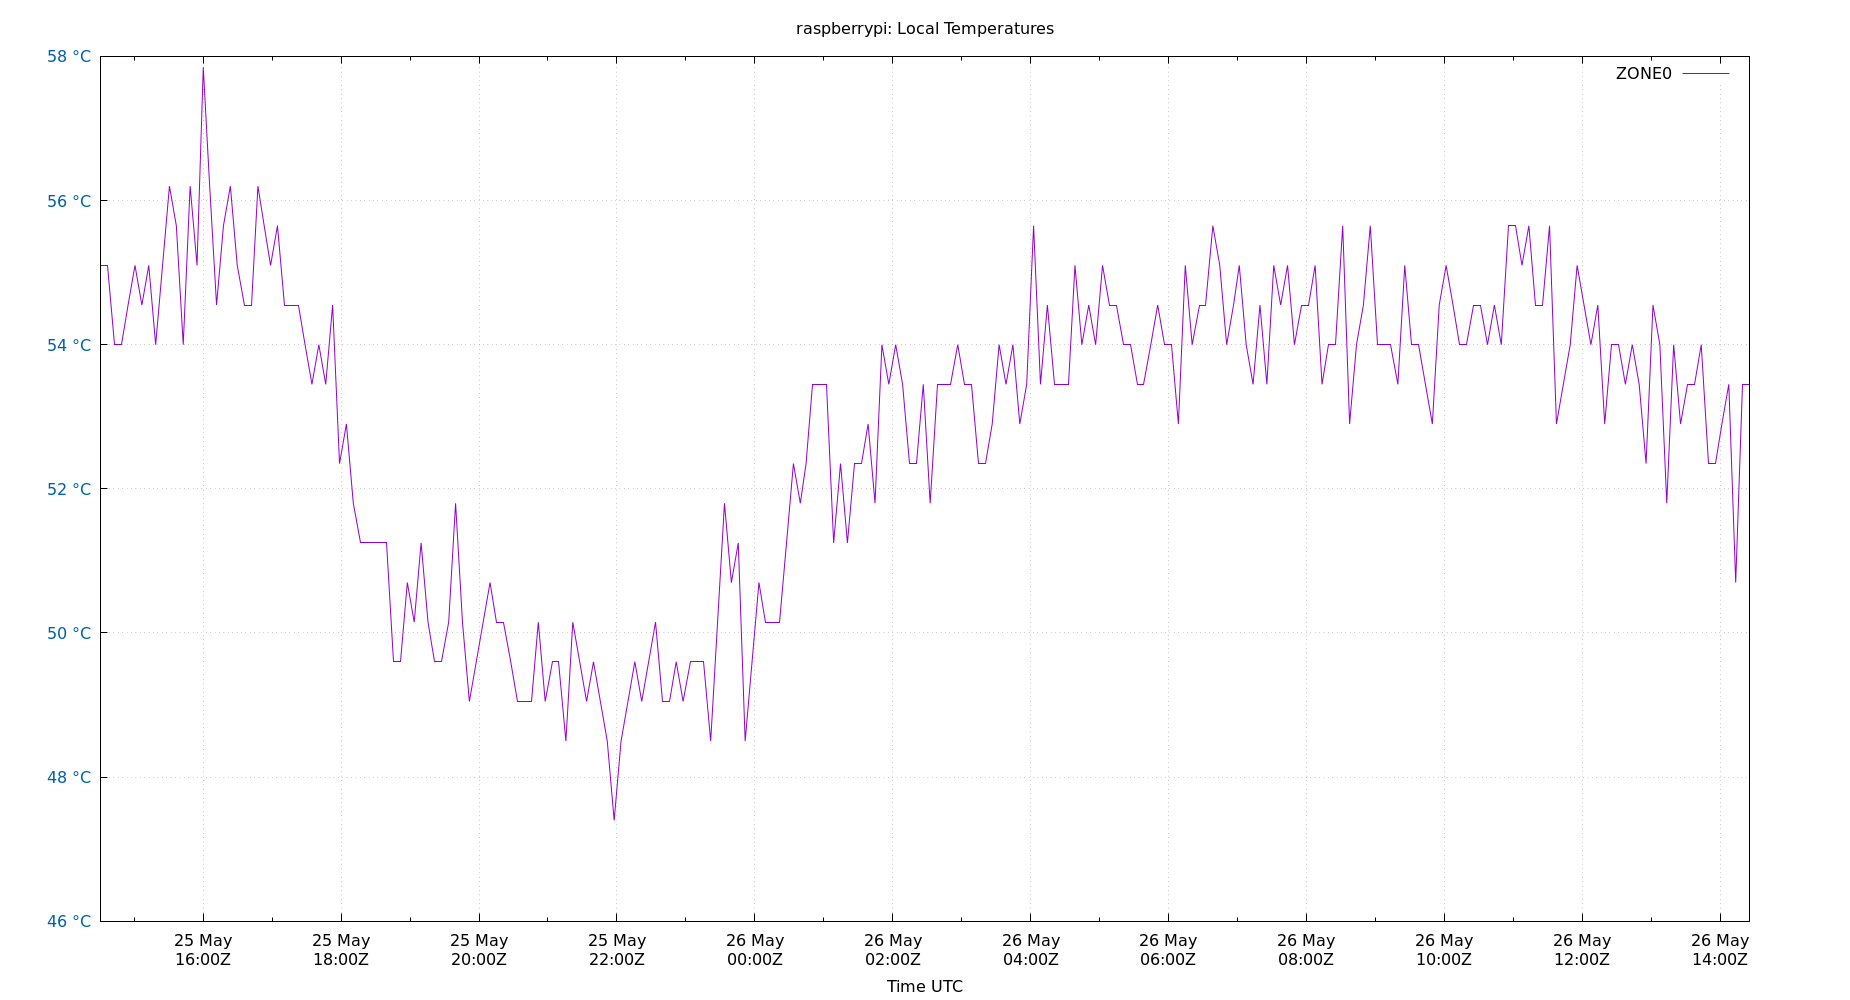 raspberrypi: Local Temperatures
ZONE0
58 °C
56 °C
54 °C
52 °C
50 °C
48 °C
46 °C
25 May 25 May 25 May 25 May 26 May 26 May 26 May 26 May 26 May 26 May 26 May 26 May
16:00Z 18:00Z 20:00Z 22:00Z 00:00Z 02:00Z 04:00Z 06:00Z 08:00Z 10:00Z 12:00Z 14:00Z
Time UTC